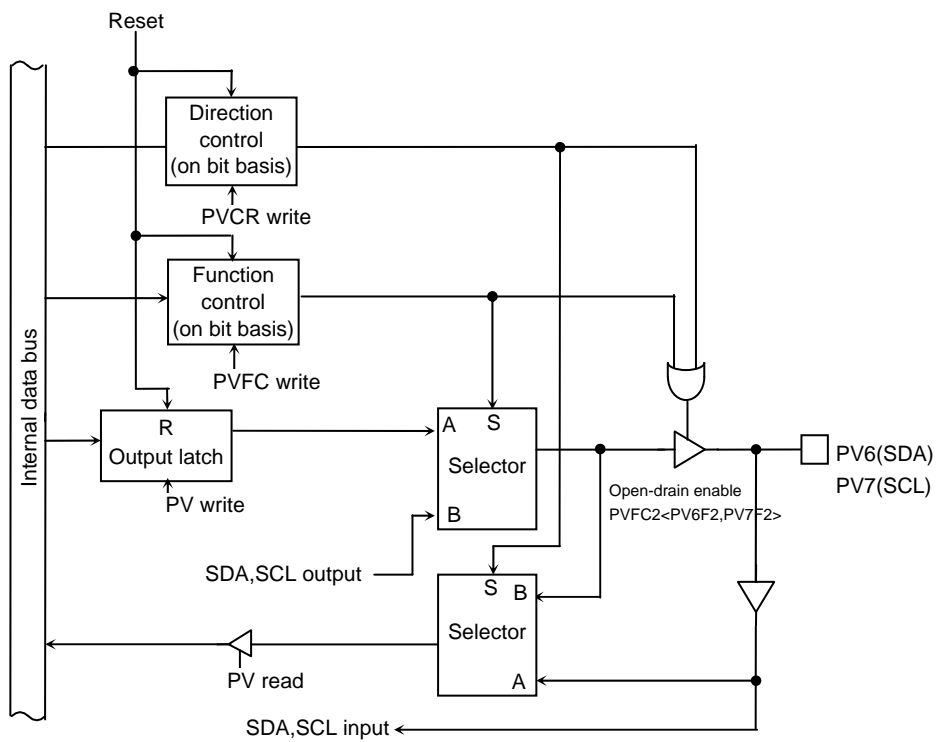 Reset
Direction
control
(on bit basis)
PVCR write
Function
control
(on bit basis)
PVFC write
Internal data bus
R
Output latch
PV write
A
S
Selector
B
SDA,SCL output
Open-drain enable
PVFC2<PV6F2,PV7F2>
PV6(SDA)
PV7(SCL)
S
B
Selector
A
PV read
SDA,SCL input